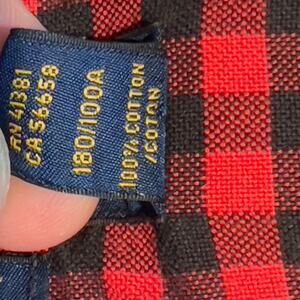 RN 41381
CA 56658
180/100A
100% COTTON
/COTON